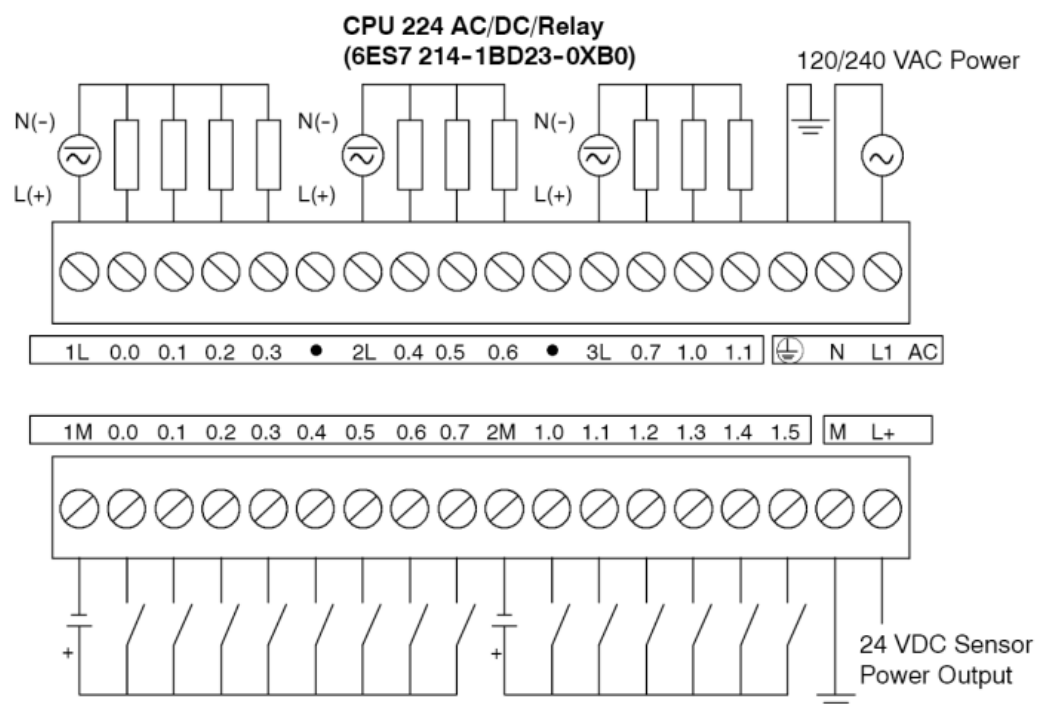 CPU 224 AC/DC/Relay
(6ES7 214-1BD23-0XB0)
120/240 VAC Power
N(-) N(-) N(-)
L(+) L(+) L(+)
1L 0.0 0.1 0.2 0.3 ● 2L 0.4 0.5 0.6 ● 3L 0.7 1.0 1.1 N L1 AC
1M 0.0 0.1 0.2 0.3 0.4 0.5 0.6 0.7 2M 1.0 1.1 1.2 1.3 1.4 1.5 M L+
+ +
24 VDC Sensor
Power Output